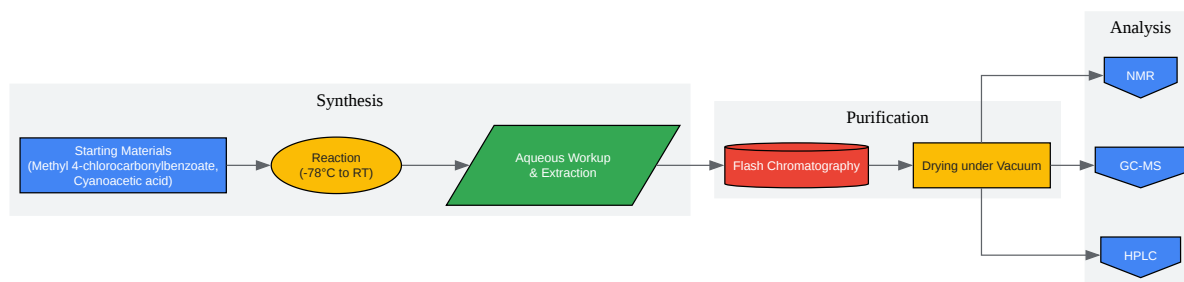 Synthesis
Starting Materials
(Methyl 4-chlorocarbonylbenzoate,
Cyanoacetic acid)
Reaction
(-78°C to RT)
Aqueous Workup
& Extraction
Purification
Flash Chromatography
Drying under Vacuum
Analysis
NMR
GC-MS
HPLC